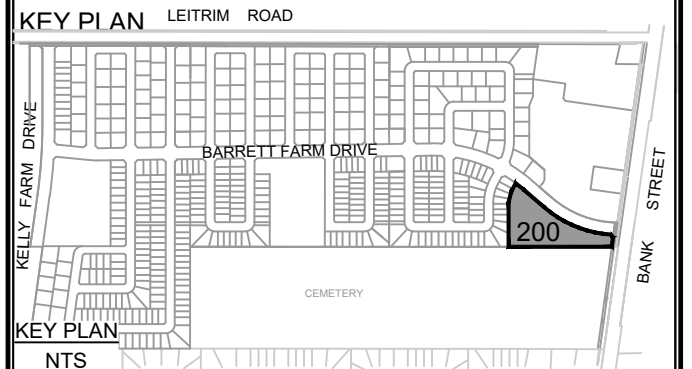 KEY PLAN
LEITRIM ROAD
KELLY FARM DRIVE
BARRETT FARM DRIVE
BANK STREET
200
CEMETERY
KEY PLAN
NTS